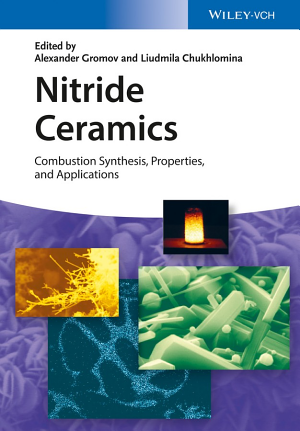 WILEY-VCH
Edited by
Alexander Gromov and Liudmila Chukhlomina
Nitride
Ceramics
Combustion Synthesis, Properties,
and Applications